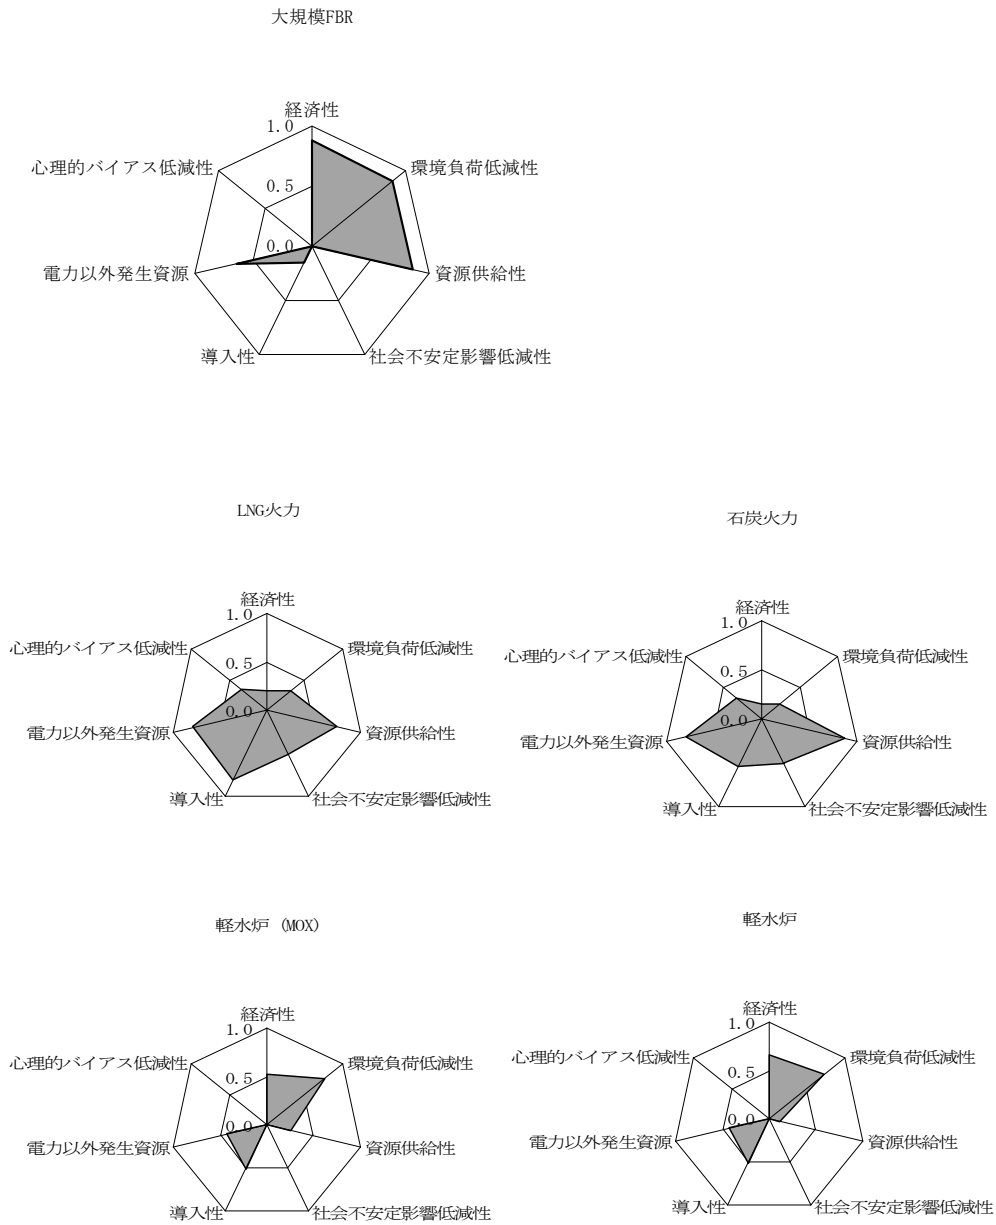 大規模FBR
経済性
1.0
心理的バイアス低減性
環境負荷低減性
0.5
0.0
電力以外発生資源
資源供給性
導入性
社会不安定影響低減性
LNG火力
経済性
1.0
心理的バイアス低減性
環境負荷低減性
0.5
0.0
電力以外発生資源
資源供給性
導入性
社会不安定影響低減性
石炭火力
経済性
1.0
心理的バイアス低減性
環境負荷低減性
0.5
0.0
電力以外発生資源
資源供給性
導入性
社会不安定影響低減性
軽水炉 (MOX)
経済性
1.0
心理的バイアス低減性
環境負荷低減性
0.5
0.0
電力以外発生資源
資源供給性
導入性
社会不安定影響低減性
軽水炉
経済性
1.0
心理的バイアス低減性
環境負荷低減性
0.5
0.0
電力以外発生資源
資源供給性
導入性
社会不安定影響低減性